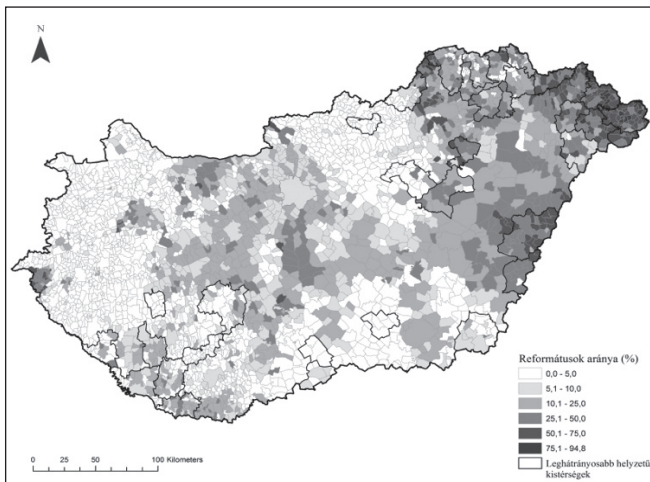 N
Reformátusok aránya (%)
0,0 - 5,0
5,1 - 10,0
10,1 - 25,0
25,1 - 50,0
50,1 - 75,0
75,1 - 94,8
Leghátrányosabb helyzetű
kistérségek
0 25 50 100 Kilometers